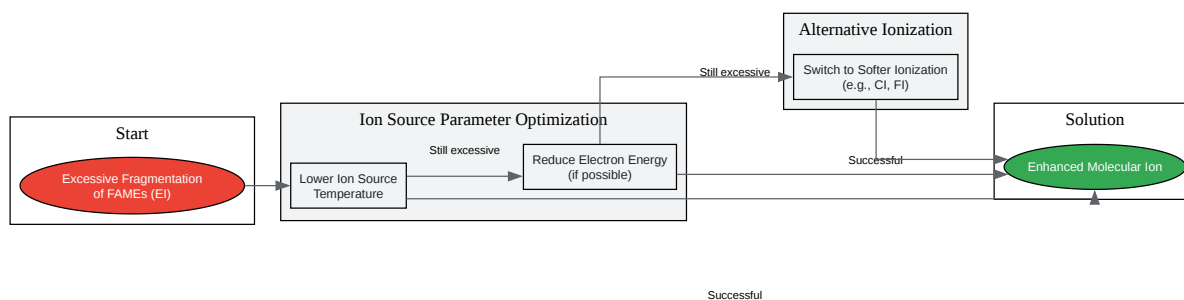 Start
Excessive Fragmentation
of FAMEs (EI)
Ion Source Parameter Optimization
Lower Ion Source
Temperature
Still excessive
Reduce Electron Energy
(if possible)
Still excessive
Alternative Ionization
Switch to Softer Ionization
(e.g., CI, FI)
Successful
Solution
Enhanced Molecular Ion
Successful